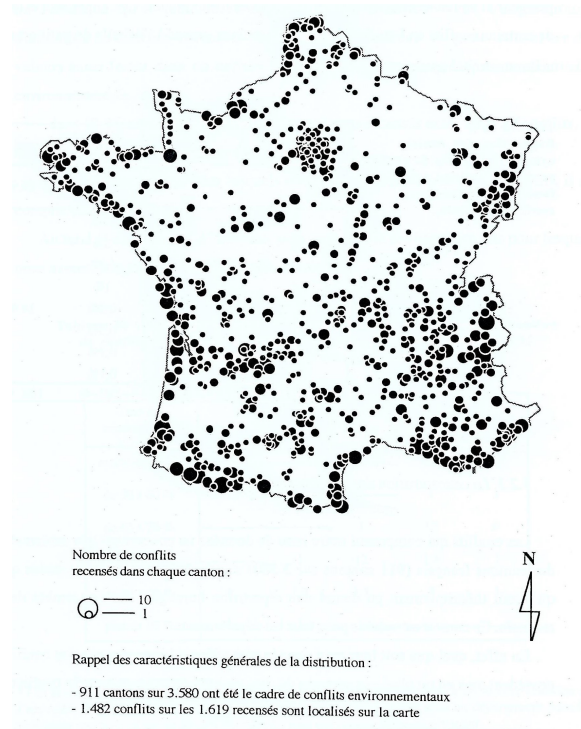 Nombre de conflits
recensés dans chaque canton :
10
1
N
Rappel des caractéristiques générales de la distribution :
- 911 cantons sur 3.580 ont été le cadre de conflits environnementaux
- 1.482 conflits sur les 1.619 recensés sont localisés sur la carte